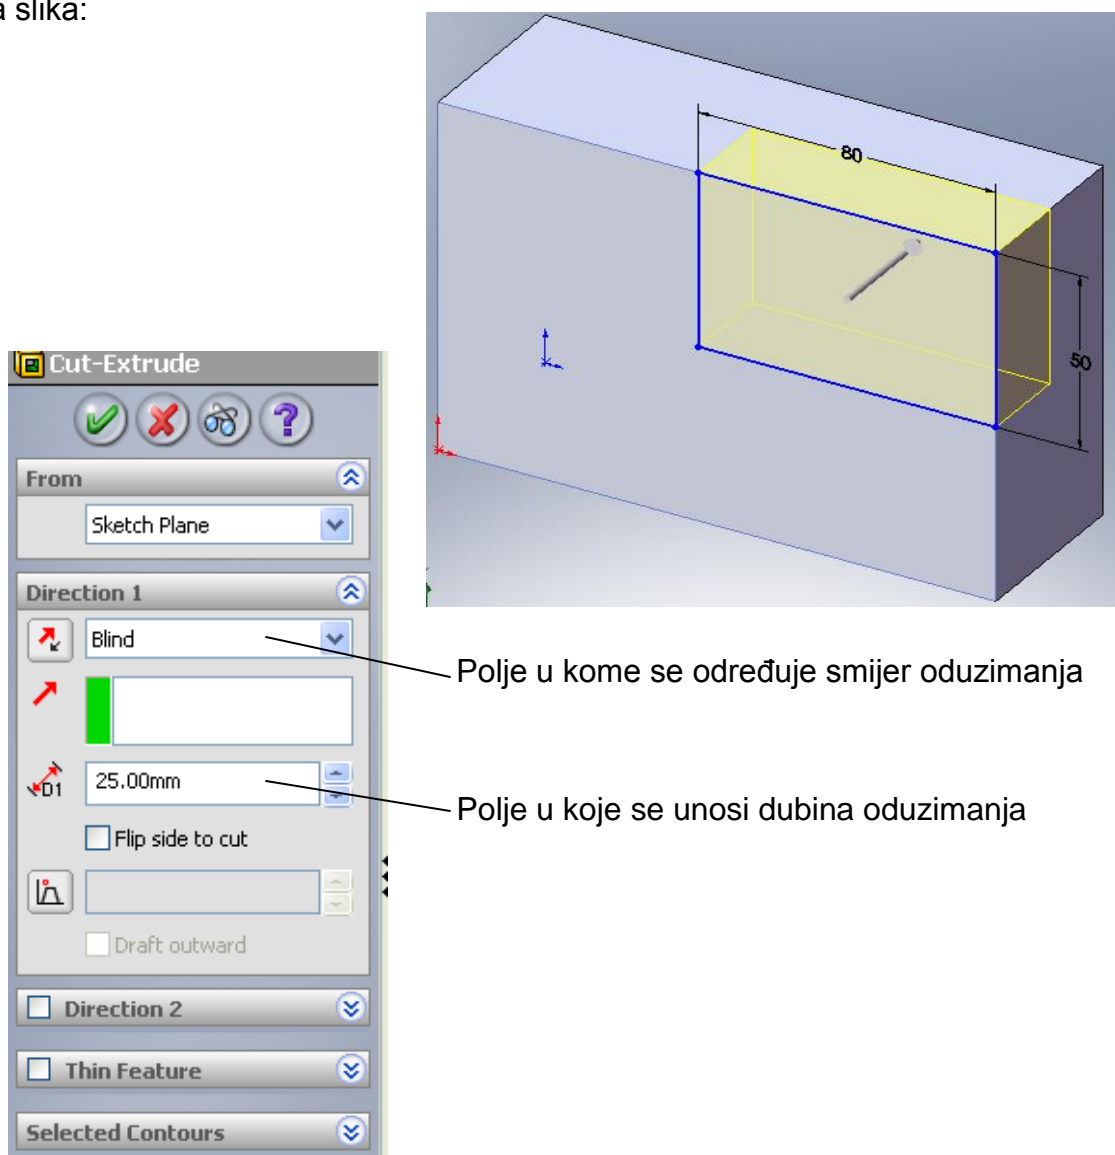 a slika:
80
50
Cut-Extrude
From
Sketch Plane
Direction 1
Blind
Polje u kome se određuje smijer oduzimanja
D1
25.00mm
Polje u koje se unosi dubina oduzimanja
Flip side to cut
Draft outward
Direction 2
Thin Feature
Selected Contours